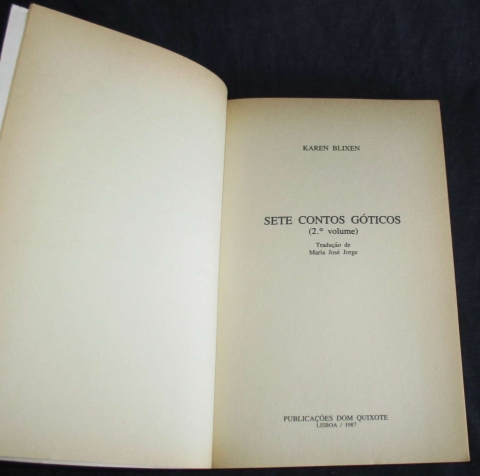 KAREN BLIXEN
SETE CONTOS GÓTICOS
(2.º volume)
Tradução de
Maria José Jorge
PUBLICAÇÕES DOM QUIXOTE
LISBOA / 1987